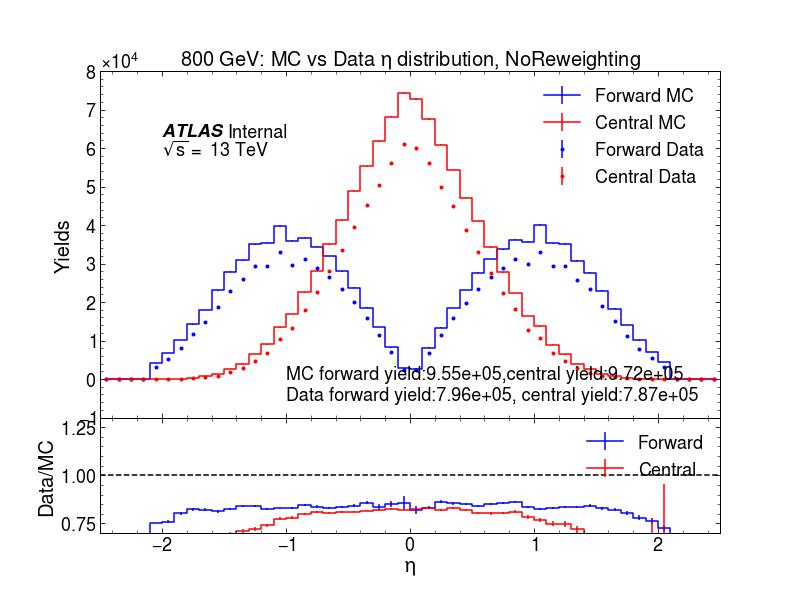 ×10⁴
800 GeV: MC vs Data η distribution, NoReweighting
8
7
6
5
4
3
2
1
0
−1
Yields
ATLAS Internal
√s = 13 TeV
Forward MC
Central MC
Forward Data
Central Data
MC forward yield:9.55e+05,central yield:9.72e+05
Data forward yield:7.96e+05, central yield:7.87e+05
1.25
1.00
0.75
Data/MC
Forward
Central
−2
−1
0
1
2
η